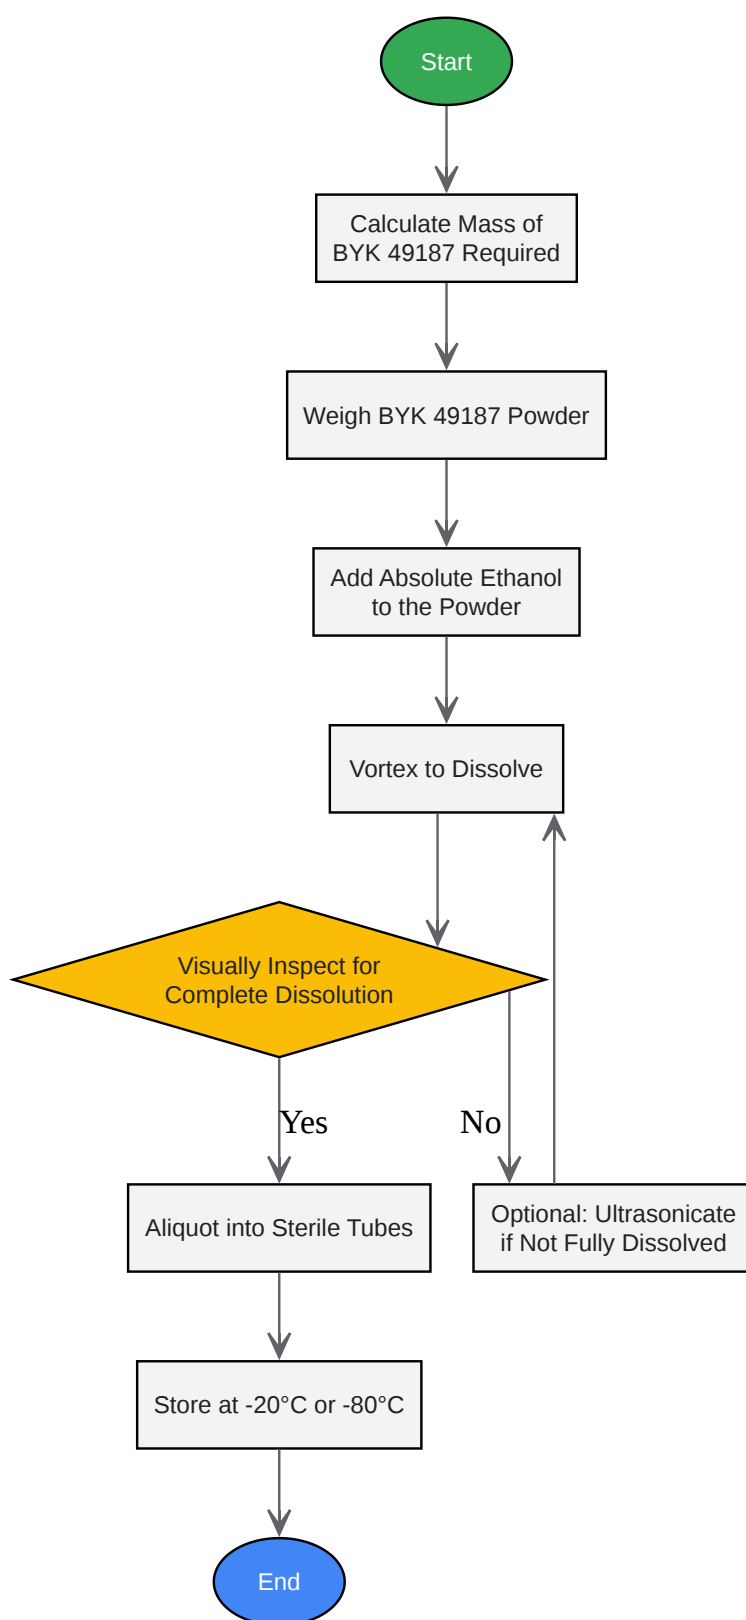 Start
Calculate Mass of
BYK 49187 Required
Weigh BYK 49187 Powder
Add Absolute Ethanol
to the Powder
Vortex to Dissolve
Visually Inspect for
Complete Dissolution
Yes
No
Aliquot into Sterile Tubes
Optional: Ultrasonicate
if Not Fully Dissolved
Store at -20°C or -80°C
End